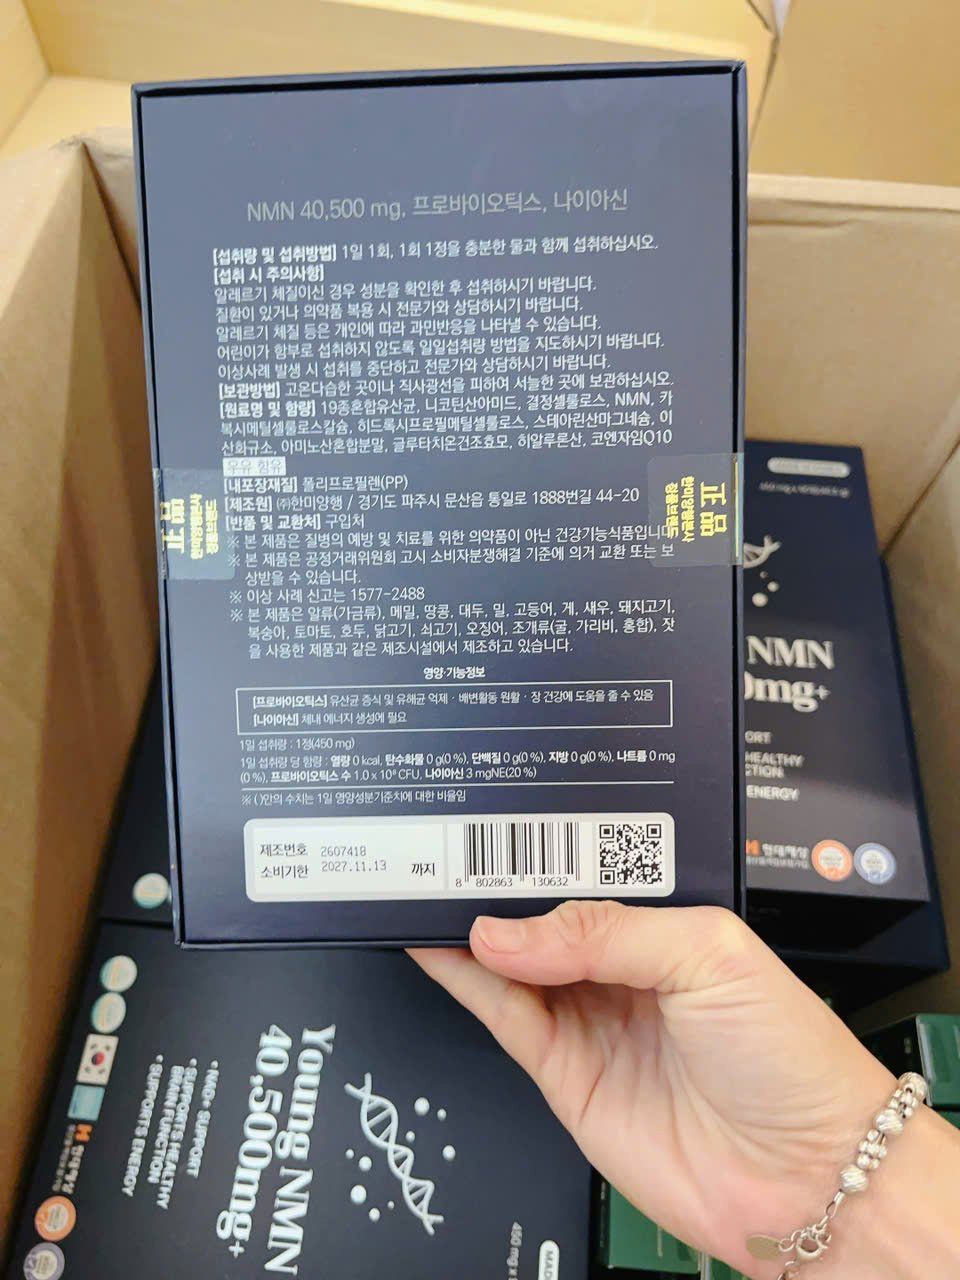 NMN 40,500 mg, 프로바이오틱스, 나이아신
[섭취량 및 섭취방법] 1일 1회, 1회 1정을 충분한 물과 함께 섭취하십시오.
[섭취 시 주의사항]
알레르기 체질이신 경우 성분을 확인한 후 섭취하시기 바랍니다.
질환이 있거나 의약품 복용 시 전문가와 상담하시기 바랍니다.
알레르기 체질 등은 개인에 따라 과민반응을 나타낼 수 있습니다.
어린이가 함부로 섭취하지 않도록 일일섭취량 방법을 지도하시기 바랍니다.
이상사례 발생 시 섭취를 중단하고 전문가와 상담하시기 바랍니다.
[보관방법] 고온다습한 곳이나 직사광선을 피하여 서늘한 곳에 보관하십시오.
[원료명 및 함량] 19종혼합유산균, 니코틴산아미드, 결정셀룰로스, NMN, 카
복시메틸셀룰로스칼슘, 히드록시프로필메틸셀룰로스, 스테아린산마그네슘, 이
산화규소, 아미노산혼합분말, 글루타치온건조효모, 히알루론산, 코엔자임Q10
우유 함유
[내포장재질] 폴리프로필렌(PP)
[제조원] ㈜한미양행 / 경기도 파주시 문산읍 통일로 1888번길 44-20
[반품 및 교환처] 구입처
※ 본 제품은 질병의 예방 및 치료를 위한 의약품이 아닌 건강기능식품입니다.
※ 본 제품은 공정거래위원회 고시 소비자분쟁해결 기준에 의거 교환 또는 보
상받을 수 있습니다.
※ 이상 사례 신고는 1577-2488
※ 본 제품은 알류(가금류), 메밀, 땅콩, 대두, 밀, 고등어, 게, 새우, 돼지고기,
복숭아, 토마토, 호두, 닭고기, 쇠고기, 오징어, 조개류(굴, 가리비, 홍합), 잣
을 사용한 제품과 같은 제조시설에서 제조하고 있습니다.
正品
正品
영양·기능정보
[프로바이오틱스] 유산균 증식 및 유해균 억제 · 배변활동 원활 · 장 건강에 도움을 줄 수 있음
[나이아신] 체내 에너지 생성에 필요
1일 섭취량 : 1정(450 mg)
1일 섭취량 당 함량 : 열량 0 kcal, 탄수화물 0 g(0 %), 단백질 0 g(0 %), 지방 0 g(0 %), 나트륨 0 mg
(0 %), 프로바이오틱스 수 1.0 x 10⁸ CFU, 나이아신 3 mgNE(20 %)
※ ( )안의 수치는 1일 영양성분기준치에 대한 비율임
제조번호 2607418
소비기한 2027.11.13 까지
8 802863 130632
NMN
0mg+
HEALTHY
ENERGY
현대해상
Young NMN
40,500mg+
• NAD+ SUPPORT
• SUPPORTS HEALTHY
BRAIN FUNCTION
• SUPPORTS ENERGY
450 mg x
MADE